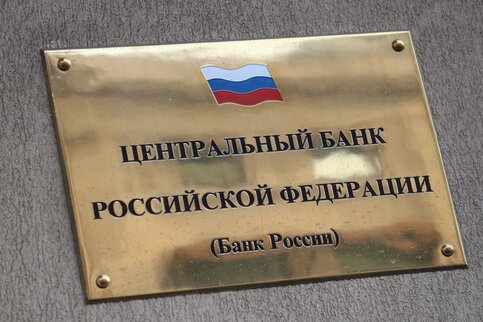 ЦЕНТРАЛЬНЫЙ БАНК
РОССИЙСКОЙ ФЕДЕРАЦИИ
(Банк России)